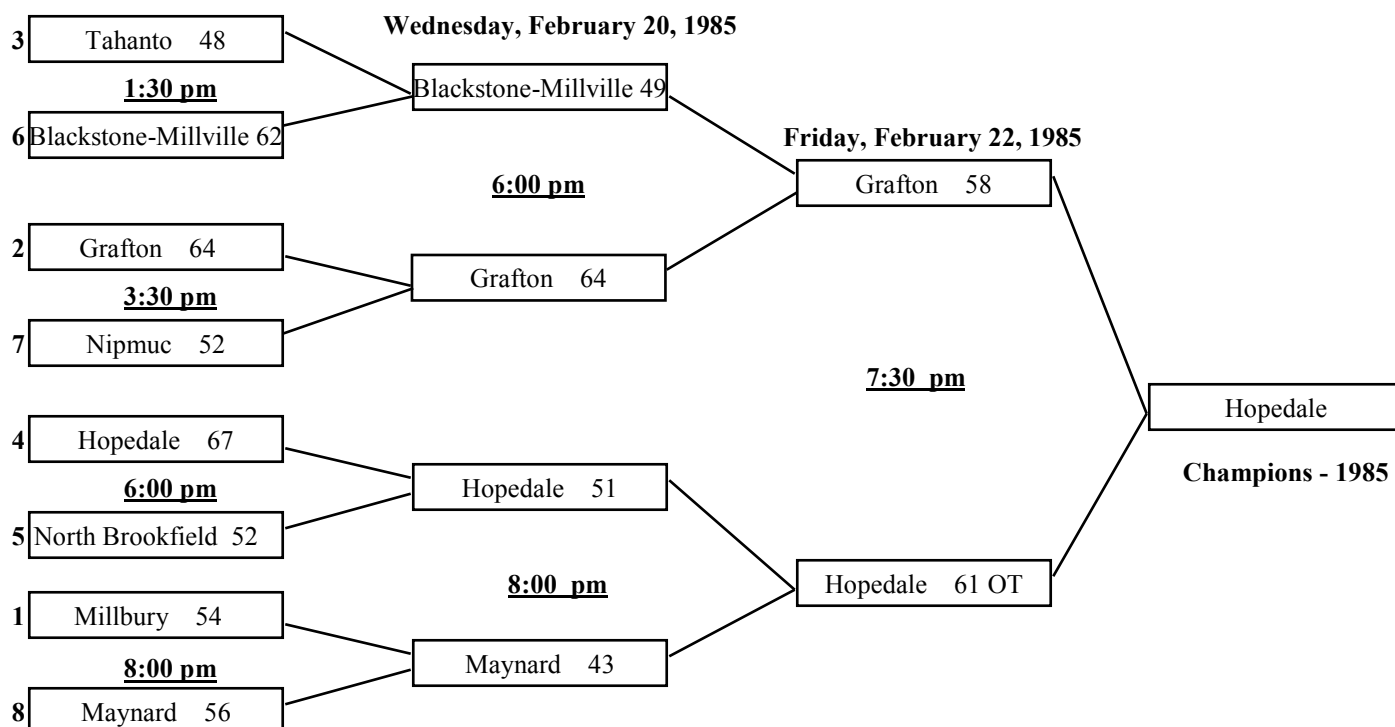 Wednesday, February 20, 1985
3 Tahanto 48
1:30 pm
6 Blackstone-Millville 62
Blackstone-Millville 49
Friday, February 22, 1985
6:00 pm
Grafton 58
2 Grafton 64
3:30 pm
7 Nipmuc 52
Grafton 64
7:30 pm
Hopedale
Champions - 1985
4 Hopedale 67
6:00 pm
5 North Brookfield 52
Hopedale 51
8:00 pm
Hopedale 61 OT
1 Millbury 54
8:00 pm
8 Maynard 56
Maynard 43